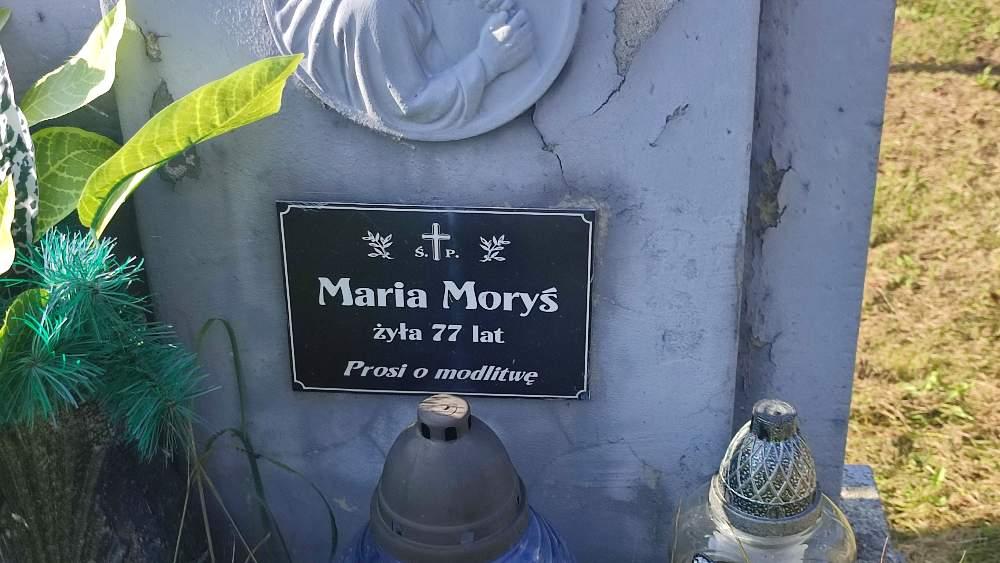 Ś. P.
Maria Moryś
żyła 77 lat
Prosi o modlitwę